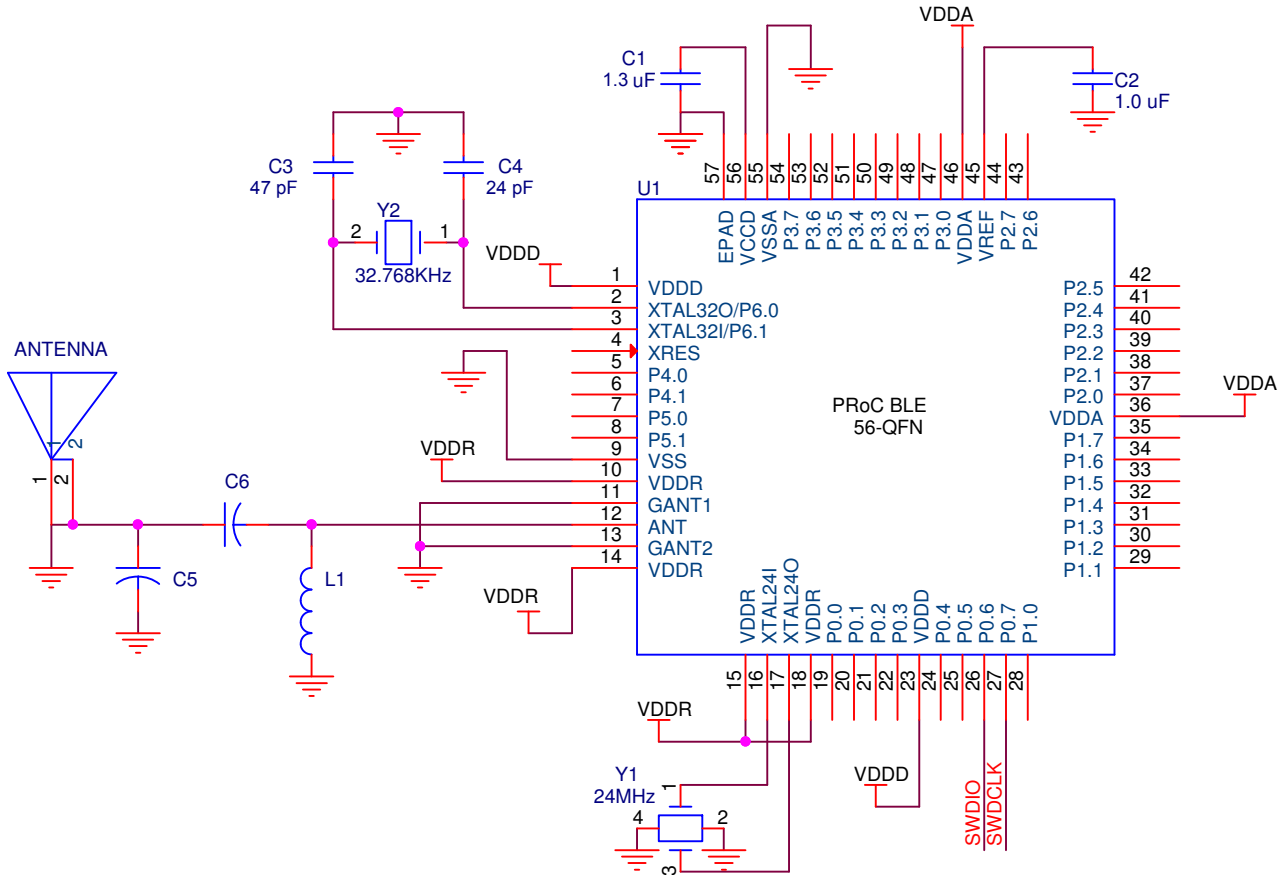 VDDA
C1
1.3 uF
C2
1.0 uF
C3
47 pF
C4
24 pF
Y2
2
1
32.768KHz
57
56
55
54
53
52
51
50
49
48
47
46
45
44
43
U1
EPAD
VCCD
VSSA
P3.7
P3.6
P3.5
P3.4
P3.3
P3.2
P3.1
P3.0
VDDA
VREF
P2.7
P2.6
VDDD
1 VDDD
2 XTAL32O/P6.0
3 XTAL32I/P6.1
4 XRES
5 P4.0
6 P4.1
7 P5.0
8 P5.1
9 VSS
10 VDDR
11 GANT1
12 ANT
13 GANT2
14 VDDR
VDDR
VDDR
ANTENNA
1
2
1
2
C6
C5
L1
PRoC BLE
56-QFN
P2.5 42
P2.4 41
P2.3 40
P2.2 39
P2.1 38
P2.0 37
VDDA 36
P1.7 35
P1.6 34
P1.5 33
P1.4 32
P1.3 31
P1.2 30
P1.1 29
VDDA
VDDR
XTAL24I
XTAL24O
VDDR
P0.0
P0.1
P0.2
P0.3
VDDD
P0.4
P0.5
P0.6
P0.7
P1.0
15
16
17
18
19
20
21
22
23
24
25
26
27
28
VDDR
Y1
24MHz
1
4
2
3
VDDD
SWDIO
SWDCLK